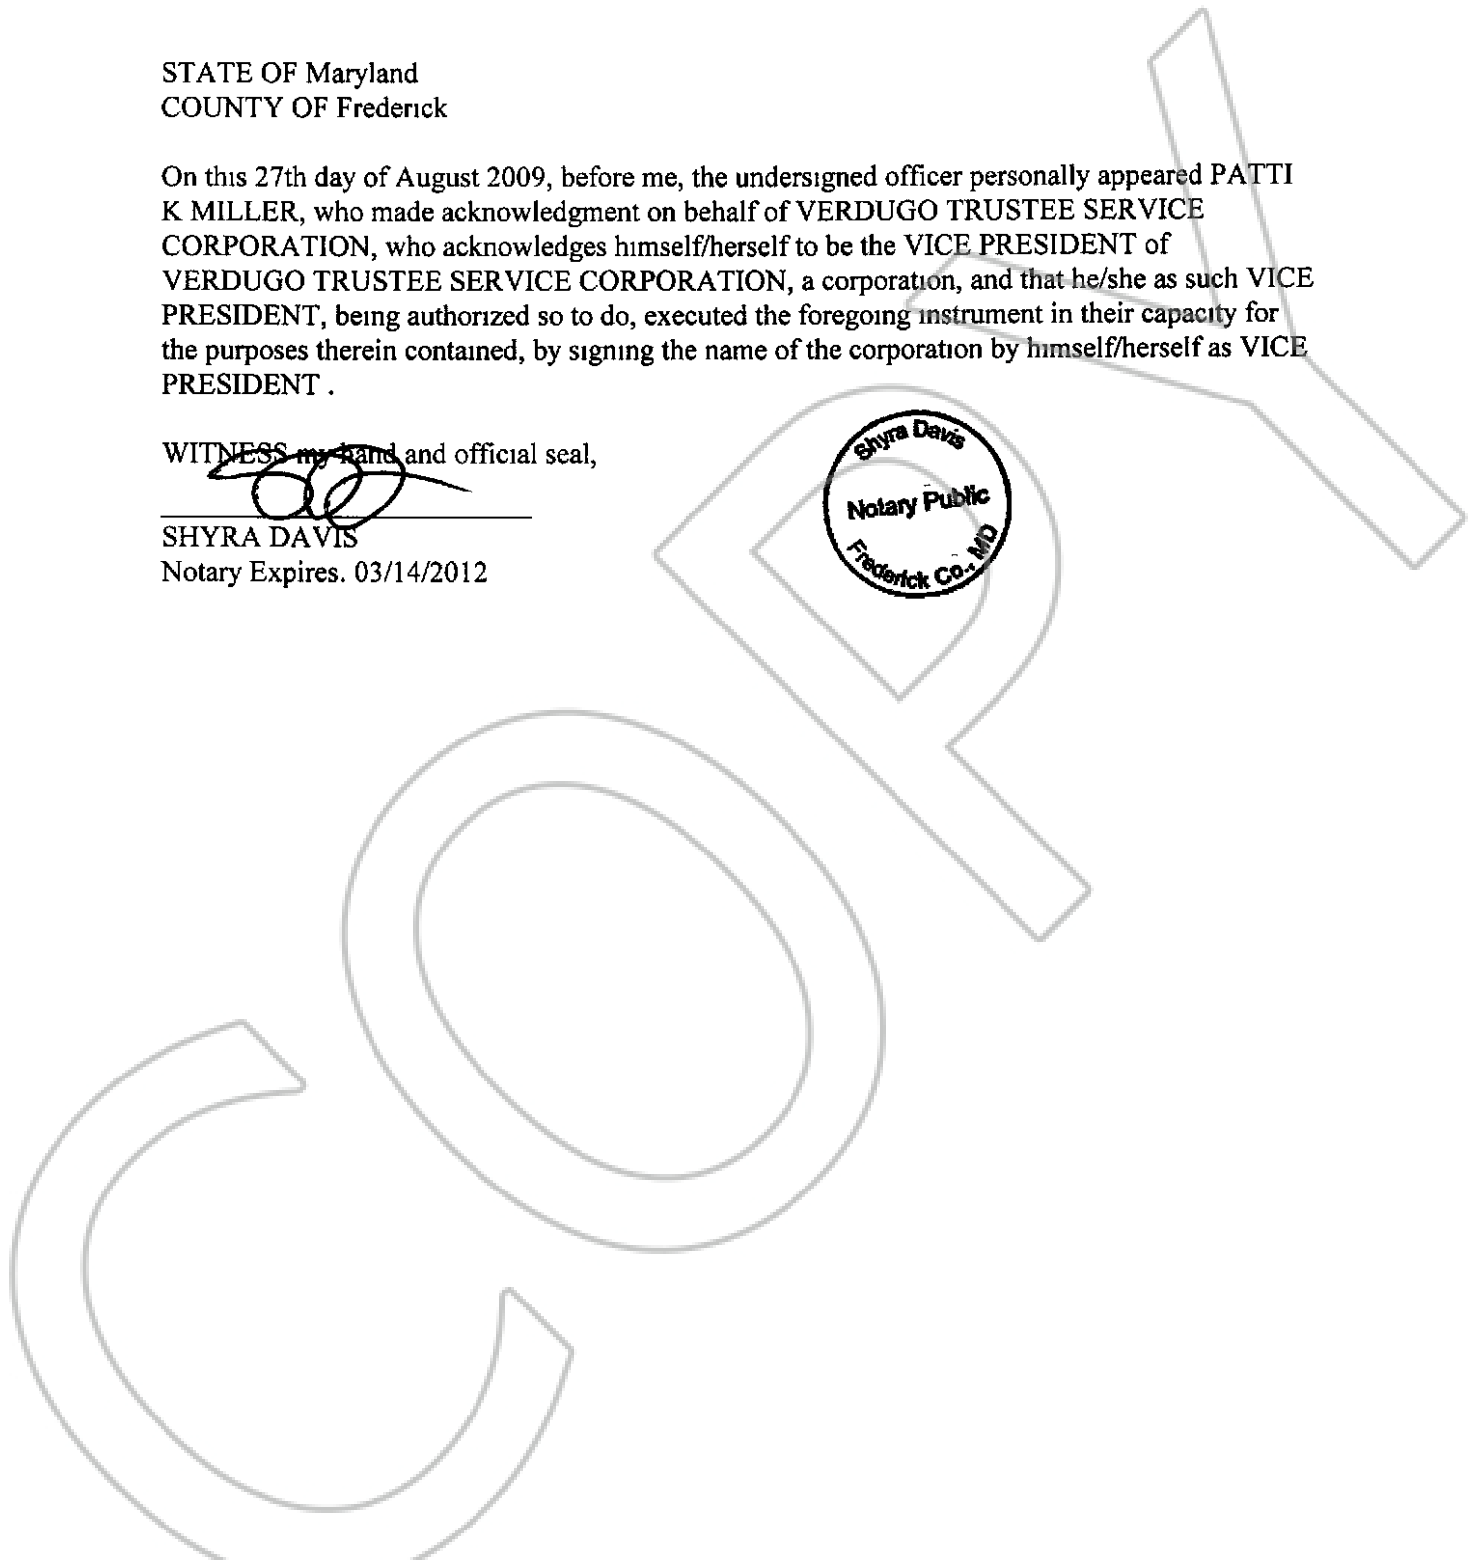 STATE OF Maryland
COUNTY OF Frederick
On this 27th day of August 2009, before me, the undersigned officer personally appeared PATTI
K MILLER, who made acknowledgment on behalf of VERDUGO TRUSTEE SERVICE
CORPORATION, who acknowledges himself/herself to be the VICE PRESIDENT of
VERDUGO TRUSTEE SERVICE CORPORATION, a corporation, and that he/she as such VICE
PRESIDENT, being authorized so to do, executed the foregoing instrument in their capacity for
the purposes therein contained, by signing the name of the corporation by himself/herself as VICE
PRESIDENT .
WITNESS my hand and official seal,
SHYRA DAVIS
Notary Expires. 03/14/2012
Shyra Davis
Notary Public
Frederick Co., MD
COPY